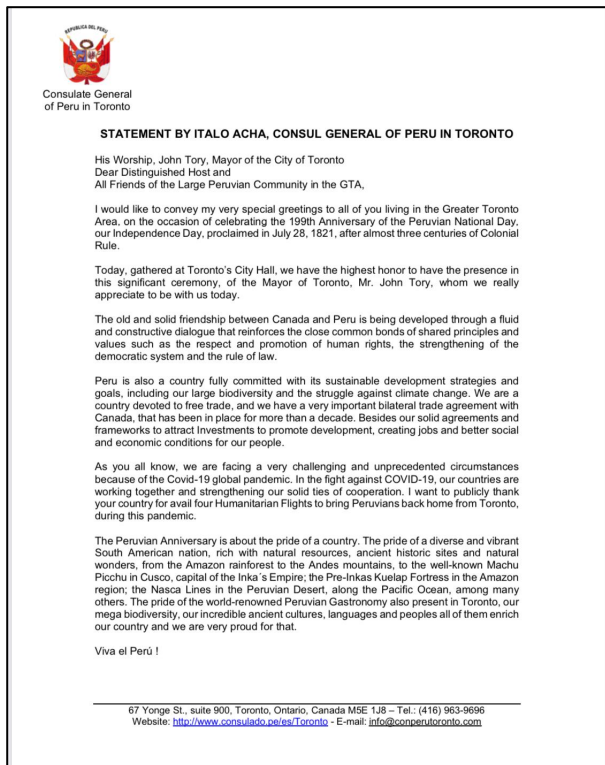 REPUBLICA DEL PERU
Consulate General
of Peru in Toronto
STATEMENT BY ITALO ACHA, CONSUL GENERAL OF PERU IN TORONTO
His Worship, John Tory, Mayor of the City of Toronto
Dear Distinguished Host and
All Friends of the Large Peruvian Community in the GTA,
I would like to convey my very special greetings to all of you living in the Greater Toronto
Area, on the occasion of celebrating the 199th Anniversary of the Peruvian National Day,
our Independence Day, proclaimed in July 28, 1821, after almost three centuries of Colonial
Rule.
Today, gathered at Toronto's City Hall, we have the highest honor to have the presence in
this significant ceremony, of the Mayor of Toronto, Mr. John Tory, whom we really
appreciate to be with us today.
The old and solid friendship between Canada and Peru is being developed through a fluid
and constructive dialogue that reinforces the close common bonds of shared principles and
values such as the respect and promotion of human rights, the strengthening of the
democratic system and the rule of law.
Peru is also a country fully committed with its sustainable development strategies and
goals, including our large biodiversity and the struggle against climate change. We are a
country devoted to free trade, and we have a very important bilateral trade agreement with
Canada, that has been in place for more than a decade. Besides our solid agreements and
frameworks to attract Investments to promote development, creating jobs and better social
and economic conditions for our people.
As you all know, we are facing a very challenging and unprecedented circumstances
because of the Covid-19 global pandemic. In the fight against COVID-19, our countries are
working together and strengthening our solid ties of cooperation. I want to publicly thank
your country for avail four Humanitarian Flights to bring Peruvians back home from Toronto,
during this pandemic.
The Peruvian Anniversary is about the pride of a country. The pride of a diverse and vibrant
South American nation, rich with natural resources, ancient historic sites and natural
wonders, from the Amazon rainforest to the Andes mountains, to the well-known Machu
Picchu in Cusco, capital of the Inka´s Empire; the Pre-Inkas Kuelap Fortress in the Amazon
region; the Nasca Lines in the Peruvian Desert, along the Pacific Ocean, among many
others. The pride of the world-renowned Peruvian Gastronomy also present in Toronto, our
mega biodiversity, our incredible ancient cultures, languages and peoples all of them enrich
our country and we are very proud for that.
Viva el Perú !
67 Yonge St., suite 900, Toronto, Ontario, Canada M5E 1J8 – Tel.: (416) 963-9696
Website: http://www.consulado.pe/es/Toronto - E-mail: info@conperutoronto.com